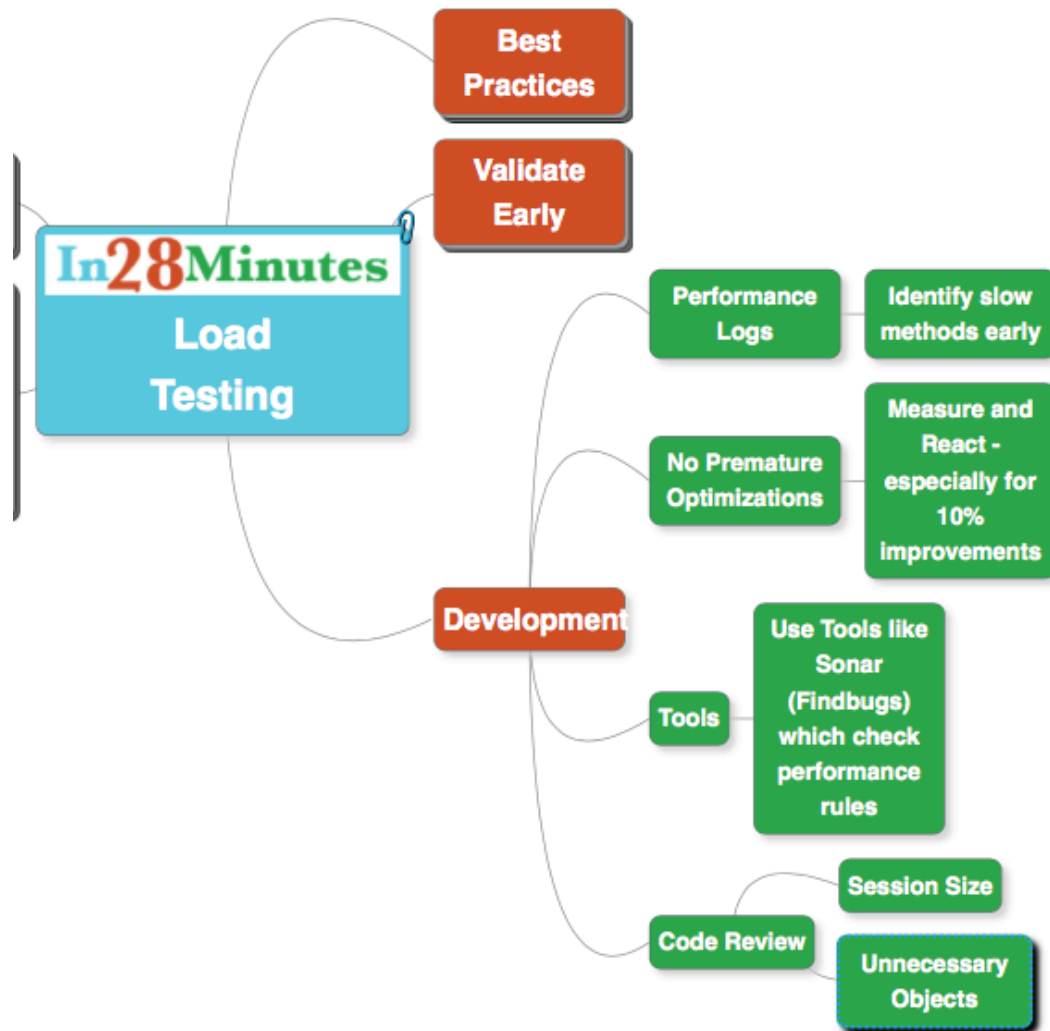 Best
Practices
Validate
Early
In28Minutes
Load
Testing
Performance
Logs
Identify slow
methods early
No Premature
Optimizations
Measure and
React -
especially for
10%
improvements
Development
Tools
Use Tools like
Sonar
(Findbugs)
which check
performance
rules
Code Review
Session Size
Unnecessary
Objects